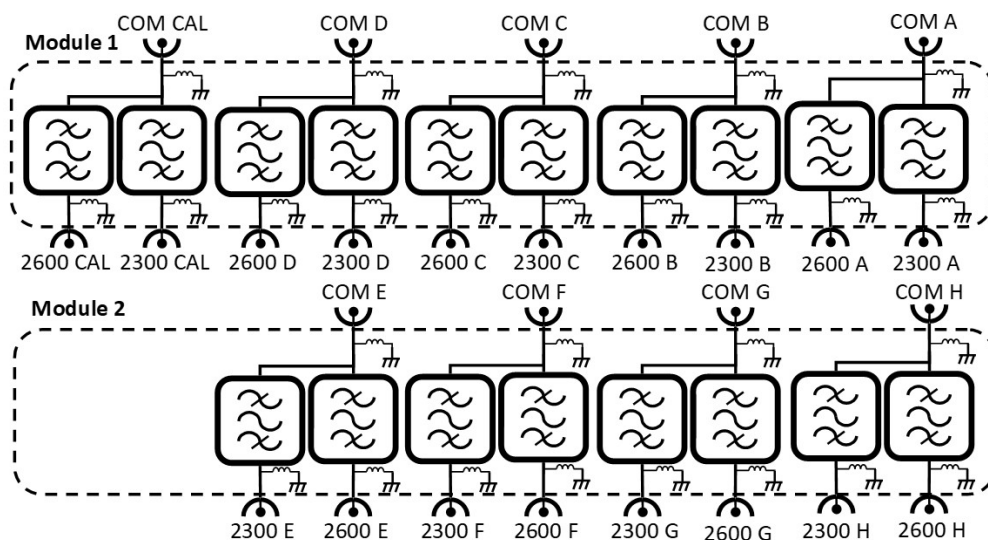 COM CAL COM D COM C COM B COM A
Module 1
2600 CAL 2300 CAL 2600 D 2300 D 2600 C 2300 C 2600 B 2300 B 2600 A 2300 A
COM E COM F COM G COM H
Module 2
2300 E 2600 E 2300 F 2600 F 2300 G 2600 G 2300 H 2600 H